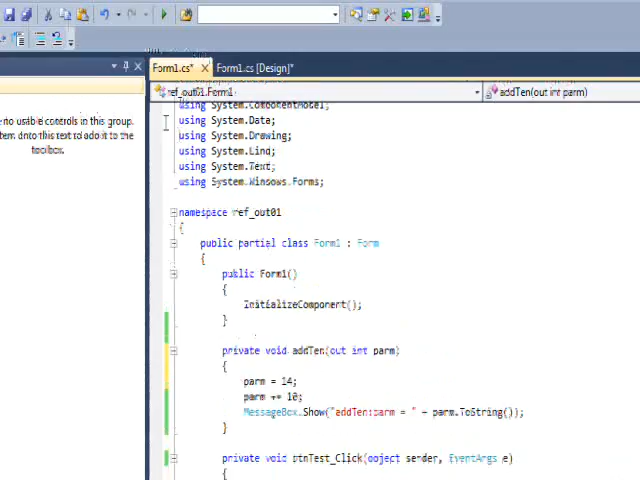 Form1.cs* X Form1.cs [Design]*
ref_out01.Form1 addTen(out int parm)
no usable controls in this group.
item onto this text to add it to the
toolbox.
using System.ComponentModel;
using System.Data;
using System.Drawing;
using System.Linq;
using System.Text;
using System.Windows.Forms;
namespace ref_out01
{
public partial class Form1 : Form
{
public Form1()
{
InitializeComponent();
}
private void addTen(out int parm)
{
parm = 14;
parm += 10;
MessageBox.Show("addTen:parm = " + parm.ToString());
}
private void btnTest_Click(object sender, EventArgs e)
{